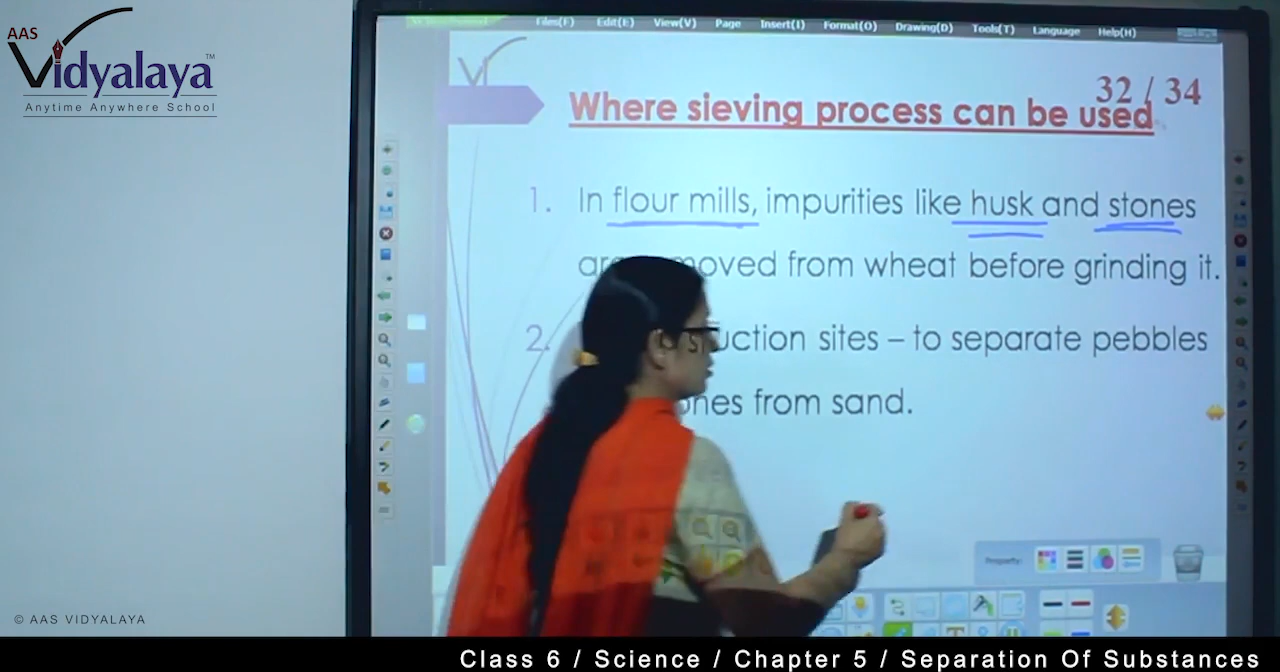 AAS
Vidyalaya
TM
Anytime Anywhere School
Files(F) Edit(E) View(V) Page Insert(I) Format(O) Drawing(D) Tools(T) Language Help(H)
32 / 34
Where sieving process can be used
1. In flour mills, impurities like husk and stones
moved from wheat before grinding it.
2. uction sites – to separate pebbles
ones from sand.
Property:
© AAS VIDYALAYA
Class 6 / Science / Chapter 5 / Separation Of Substances